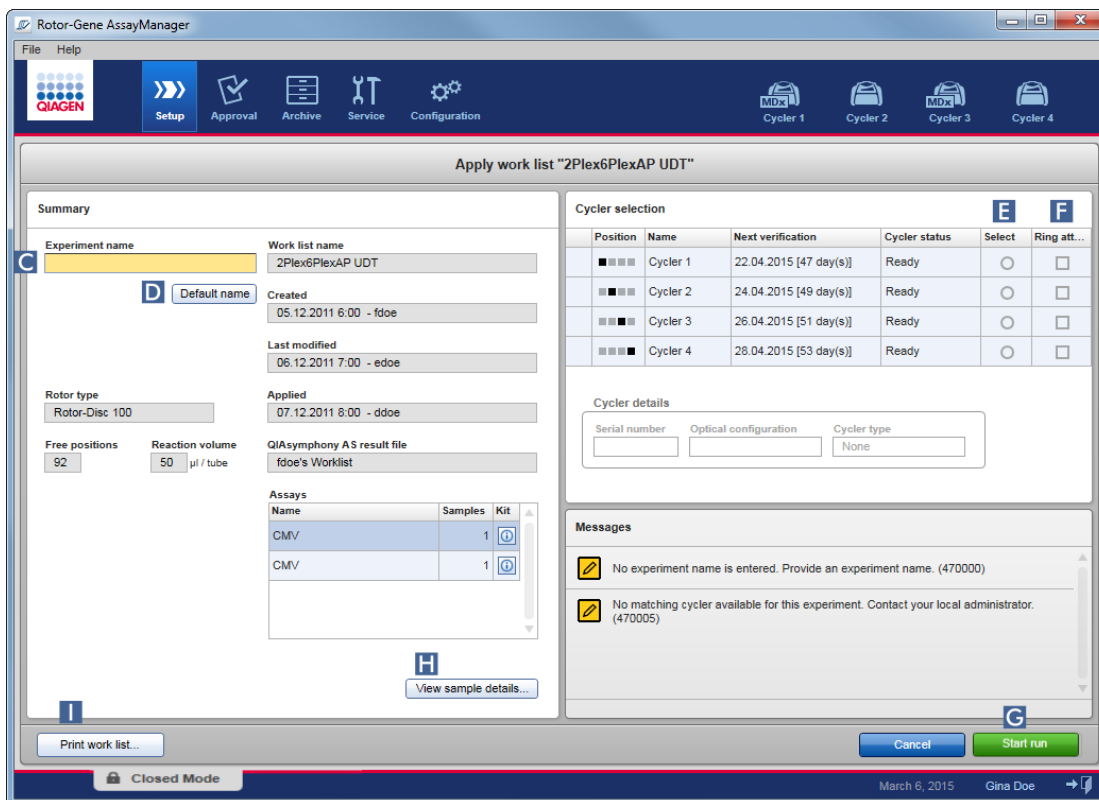 Rotor-Gene AssayManager
File Help
QIAGEN
Setup Approval Archive Service Configuration
MDx MDx
Cycler 1 Cycler 2 Cycler 3 Cycler 4
Apply work list "2Plex6PlexAP UDT"
Summary
C
Experiment name
D Default name
Work list name
2Plex6PlexAP UDT
Created
05.12.2011 6:00 - fdoe
Last modified
06.12.2011 7:00 - edoe
Rotor type
Rotor-Disc 100
Applied
07.12.2011 8:00 - ddoe
Free positions Reaction volume
92 50 µl / tube
QIAsymphony AS result file
fdoe's Worklist
Assays
Name Samples Kit
CMV 1
CMV 1
H
View sample details...
Cycler selection
E F
Position Name Next verification Cycler status Select Ring att...
Cycler 1 22.04.2015 [47 day(s)] Ready
Cycler 2 24.04.2015 [49 day(s)] Ready
Cycler 3 26.04.2015 [51 day(s)] Ready
Cycler 4 28.04.2015 [53 day(s)] Ready
Cycler details
Serial number Optical configuration Cycler type
None
Messages
No experiment name is entered. Provide an experiment name. (470000)
No matching cycler available for this experiment. Contact your local administrator.
(470005)
I
Print work list...
G
Cancel Start run
Closed Mode
March 6, 2015 Gina Doe